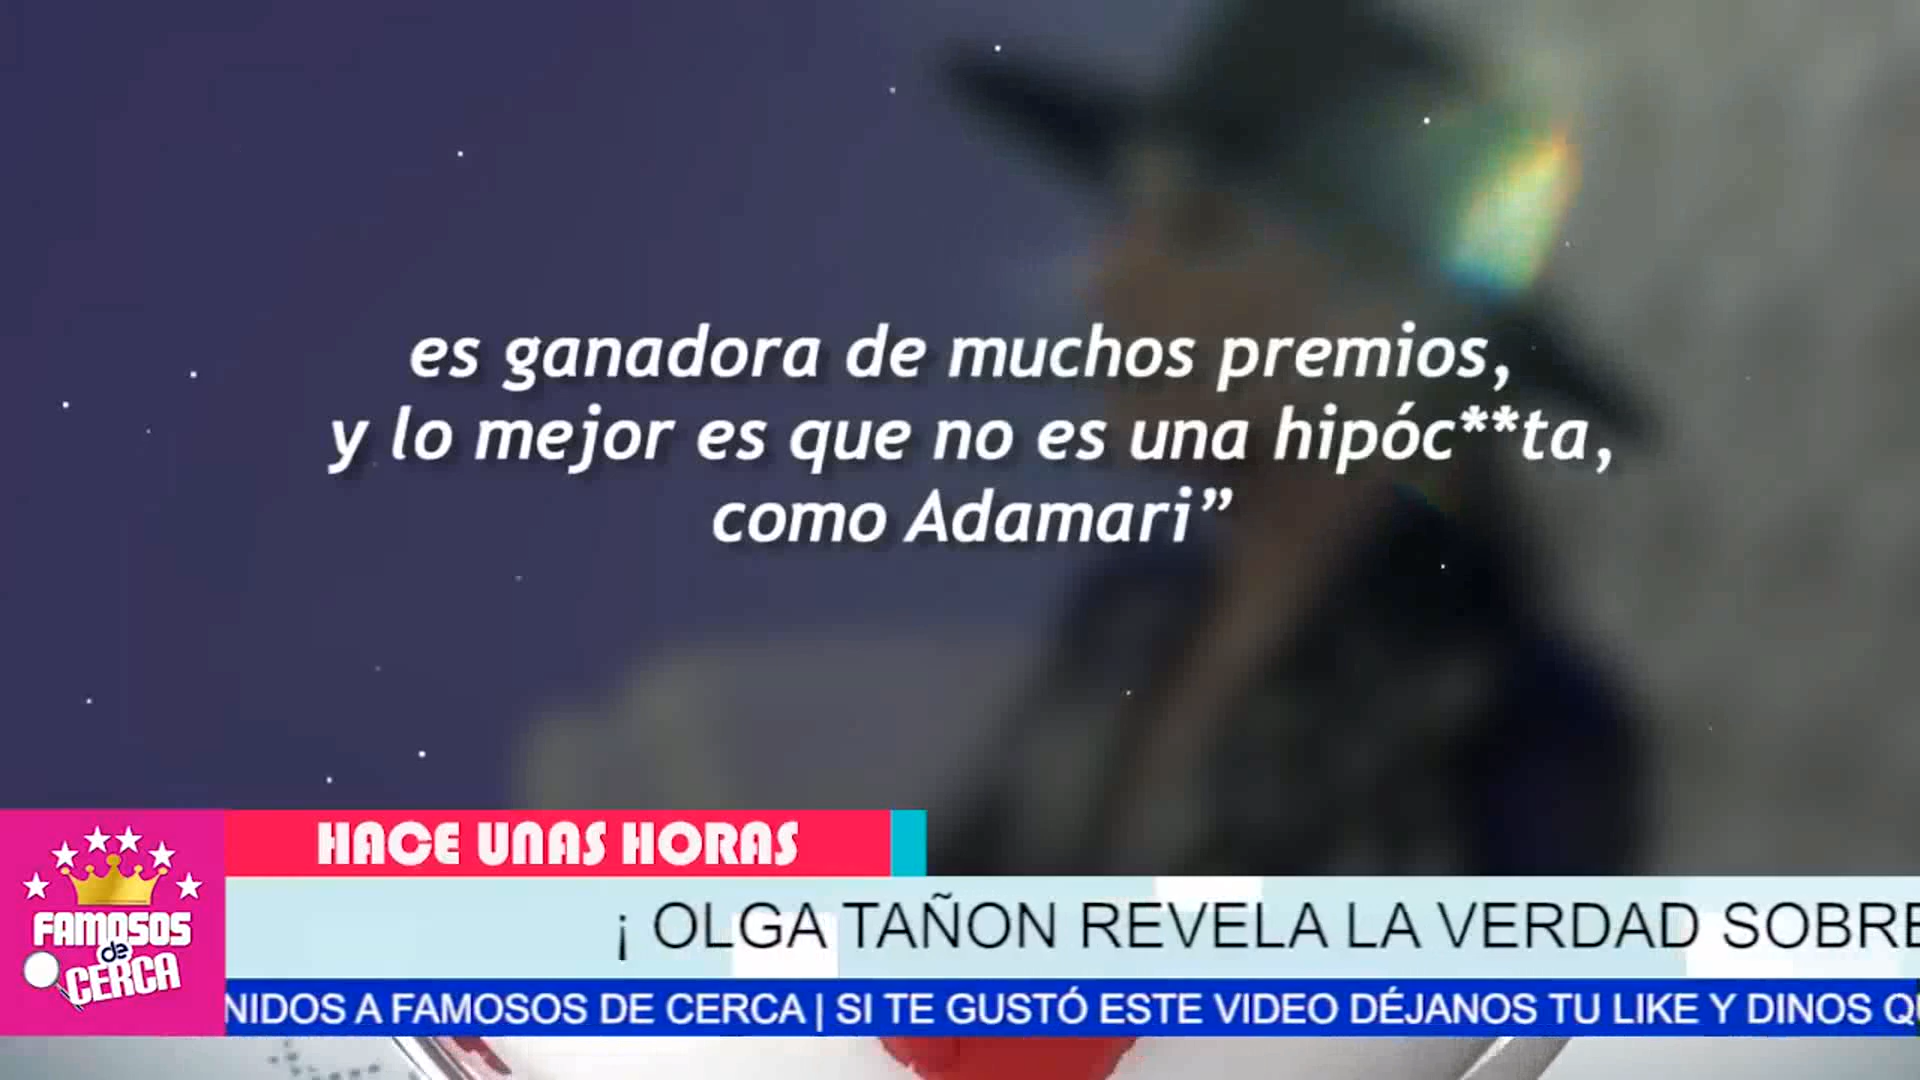 es ganadora de muchos premios,
y lo mejor es que no es una hipóc**ta,
como Adamari”
HACE UNAS HORAS
FAMOSOS
de
CERCA
¡ OLGA TAÑON REVELA LA VERDAD SOBRE
NIDOS A FAMOSOS DE CERCA | SI TE GUSTÓ ESTE VIDEO DÉJANOS TU LIKE Y DINOS QU